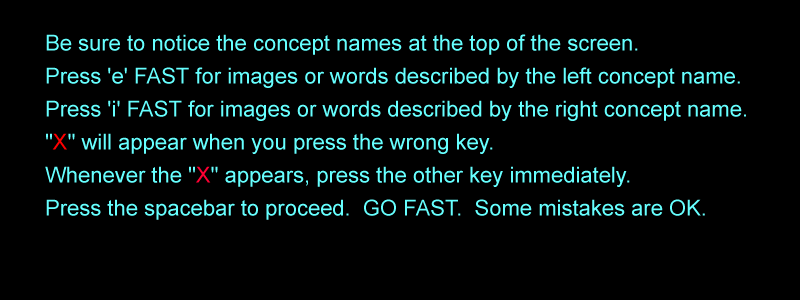 Be sure to notice the concept names at the top of the screen.
Press 'e' FAST for images or words described by the left concept name.
Press 'i' FAST for images or words described by the right concept name.
"X" will appear when you press the wrong key.
Whenever the "X" appears, press the other key immediately.
Press the spacebar to proceed.  GO FAST.  Some mistakes are OK.